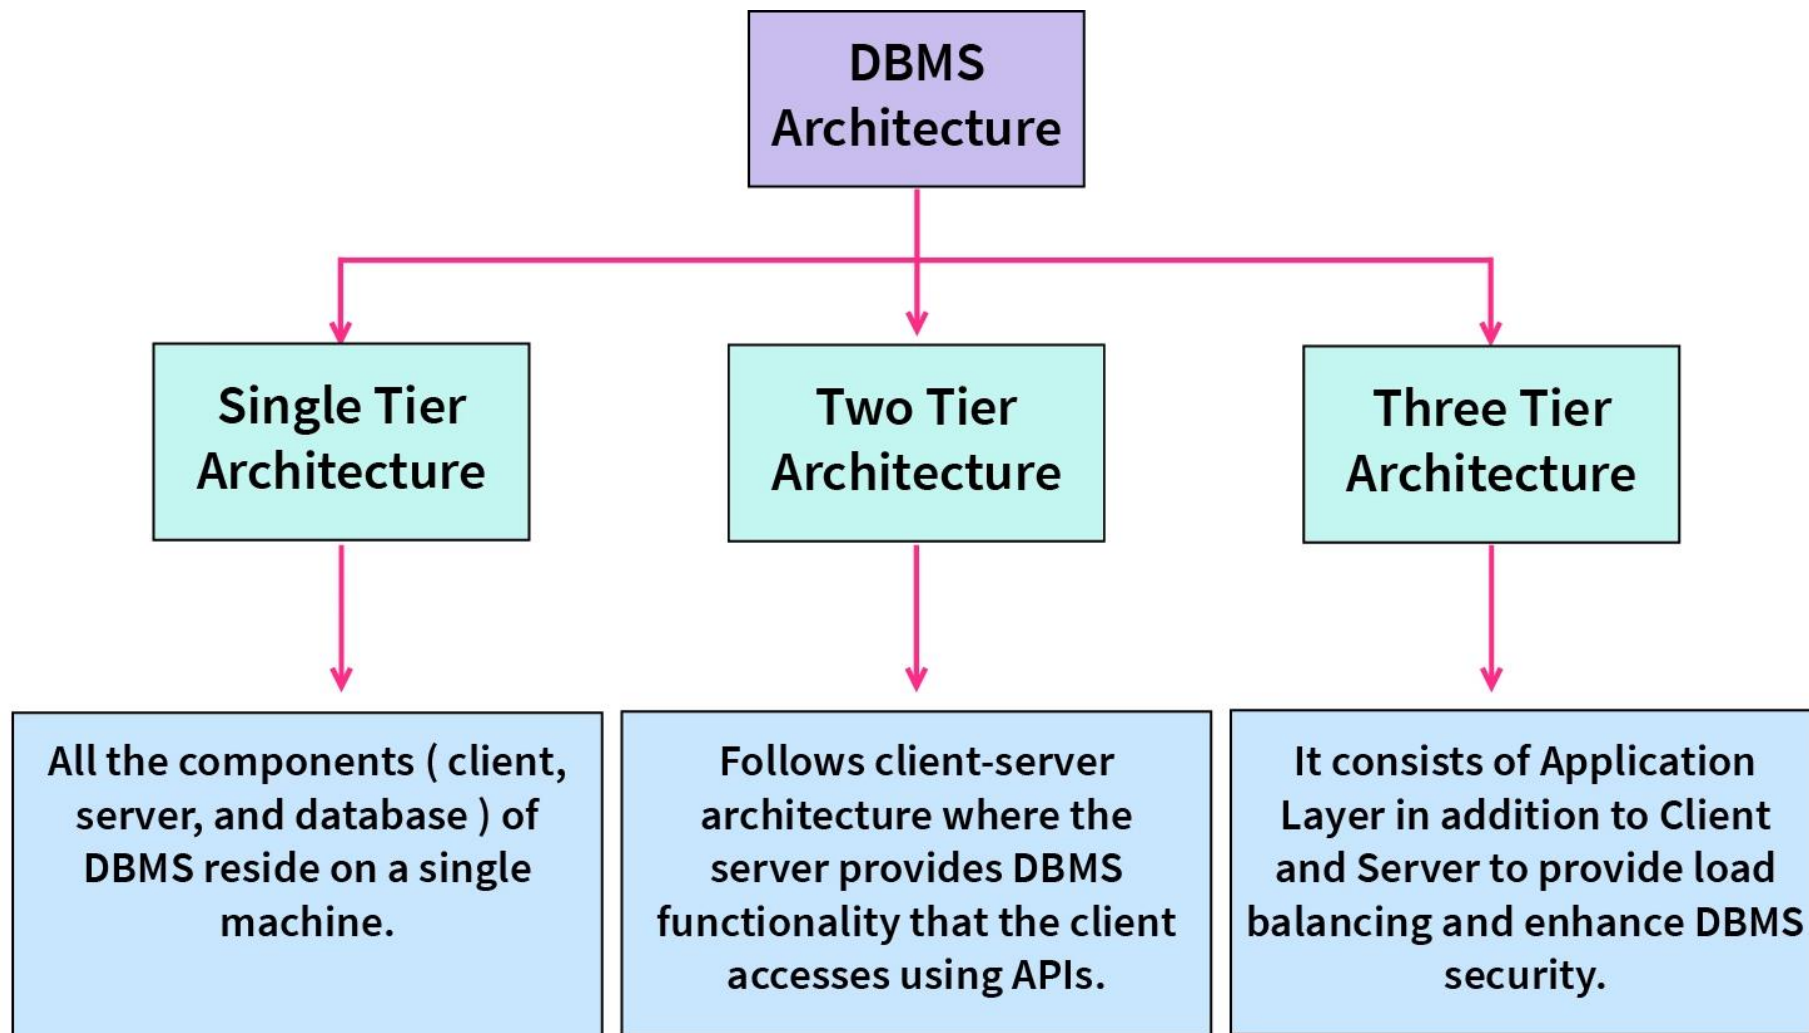 DBMS
Architecture
Single Tier
Architecture
Two Tier
Architecture
Three Tier
Architecture
All the components ( client,
server, and database ) of
DBMS reside on a single
machine.
Follows client-server
architecture where the
server provides DBMS
functionality that the client
accesses using APIs.
It consists of Application
Layer in addition to Client
and Server to provide load
balancing and enhance DBMS
security.